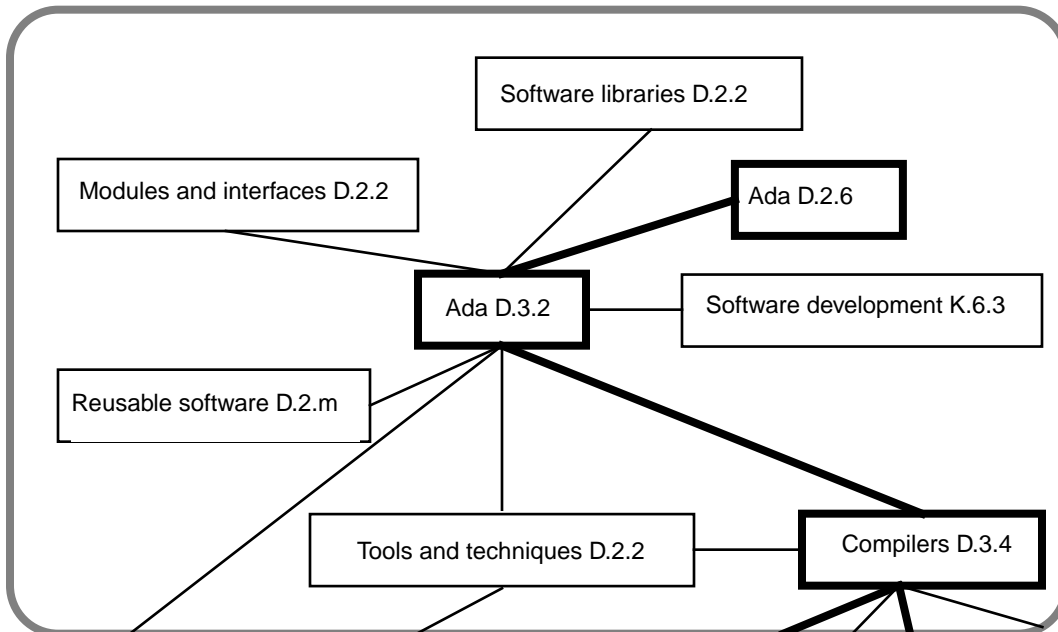 Software libraries D.2.2
Modules and interfaces D.2.2
Ada D.2.6
Ada D.3.2
Software development K.6.3
Reusable software D.2.m
Tools and techniques D.2.2
Compilers D.3.4